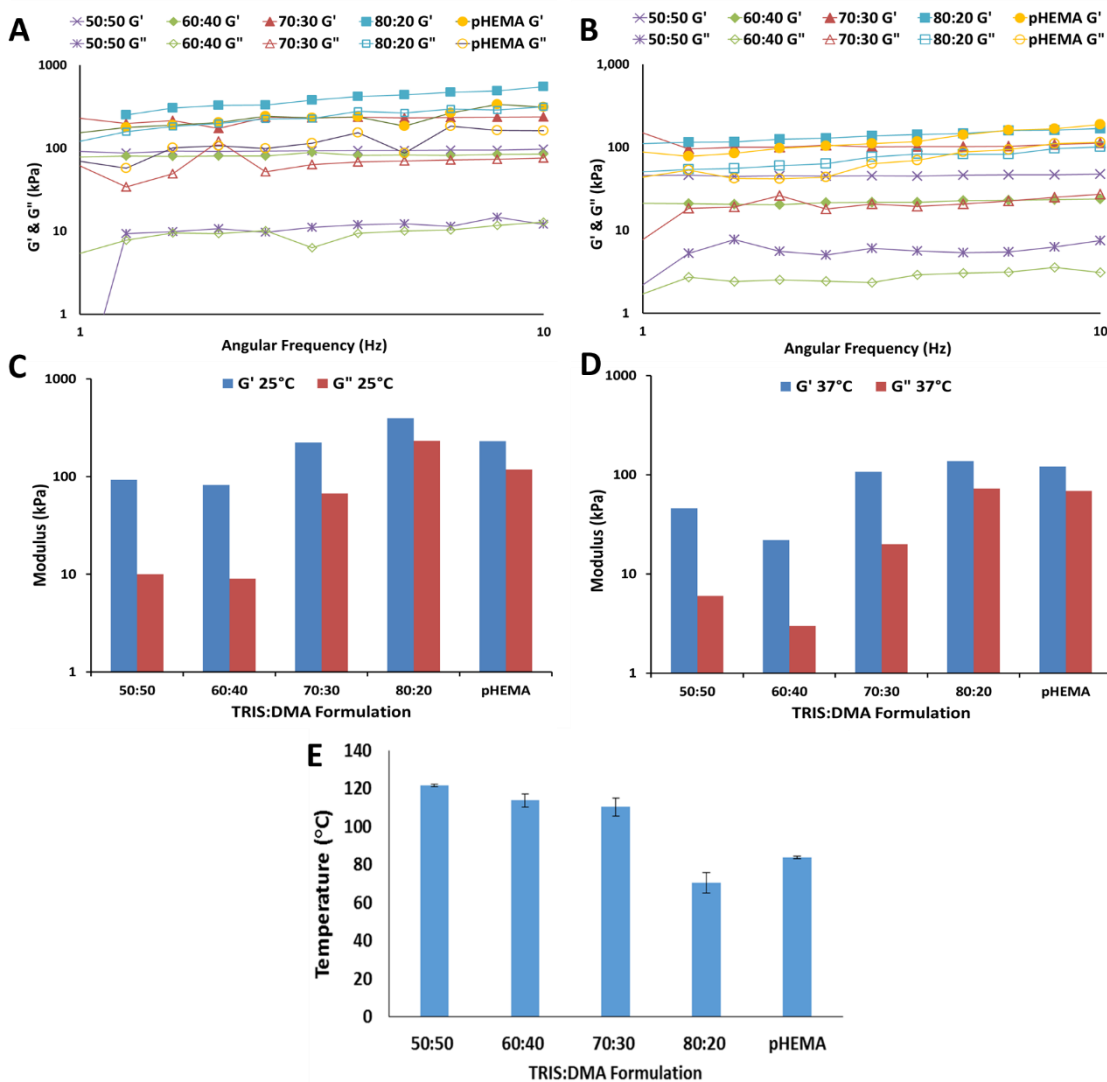 A
50:50 G' 60:40 G' 70:30 G' 80:20 G' pHEMA G'
50:50 G" 60:40 G" 70:30 G" 80:20 G" pHEMA G"
1000
100
10
1
G' & G" (kPa)
1 10
Angular Frequency (Hz)
B
50:50 G' 60:40 G' 70:30 G' 80:20 G' pHEMA G'
50:50 G" 60:40 G" 70:30 G" 80:20 G" pHEMA G"
1,000
100
10
1
G' & G" (kPa)
1 10
Angular Frequency (Hz)
C
G' 25°C G" 25°C
1000
100
10
1
Modulus (kPa)
50:50 60:40 70:30 80:20 pHEMA
TRIS:DMA Formulation
D
G' 37°C G" 37°C
1000
100
10
1
Modulus (kPa)
50:50 60:40 70:30 80:20 pHEMA
TRIS:DMA Formulation
E
140
120
100
80
60
40
20
0
Temperature (°C)
50:50 60:40 70:30 80:20 pHEMA
TRIS:DMA Formulation